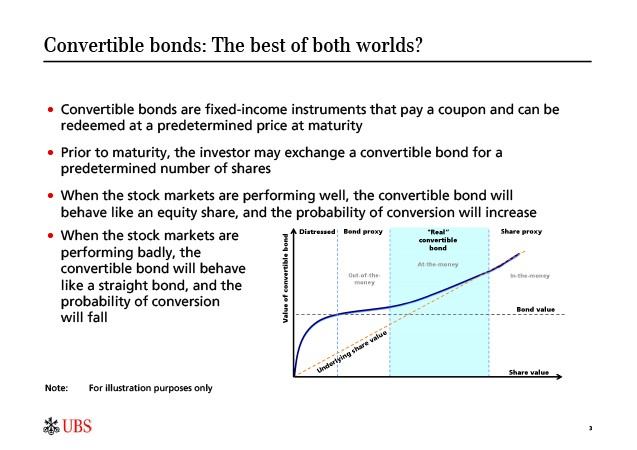 Convertible bonds: The best of both worlds?
• Convertible bonds are fixed-income instruments that pay a coupon and can be
redeemed at a predetermined price at maturity
• Prior to maturity, the investor may exchange a convertible bond for a
predetermined number of shares
• When the stock markets are performing well, the convertible bond will
behave like an equity share, and the probability of conversion will increase
• When the stock markets are
performing badly, the
convertible bond will behave
like a straight bond, and the
probability of conversion
will fall
Value of convertible bond
Distressed
Bond proxy
"Real"
convertible
bond
Share proxy
Out-of-the-
money
At-the-money
In-the-money
Bond value
Underlying share value
Share value
Note: For illustration purposes only
UBS
3